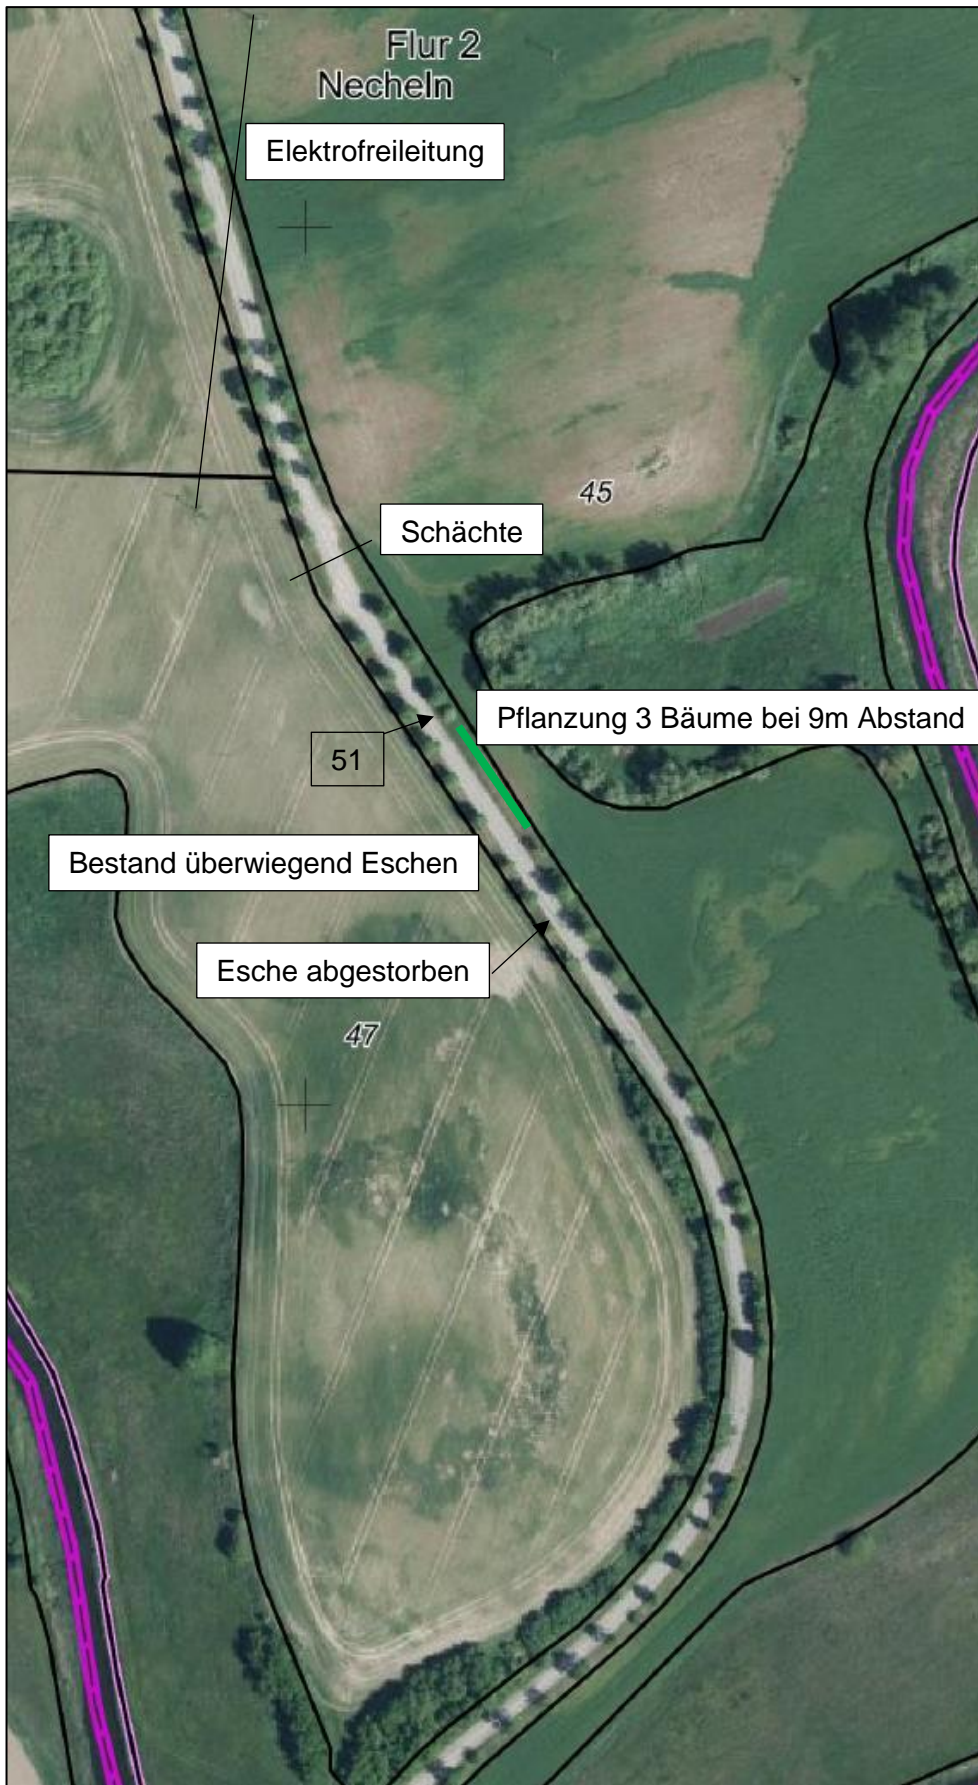 Flur 2
Necheln
Elektrofreileitung
45
Schächte
Pflanzung 3 Bäume bei 9m Abstand
51
Bestand überwiegend Eschen
Esche abgestorben
47